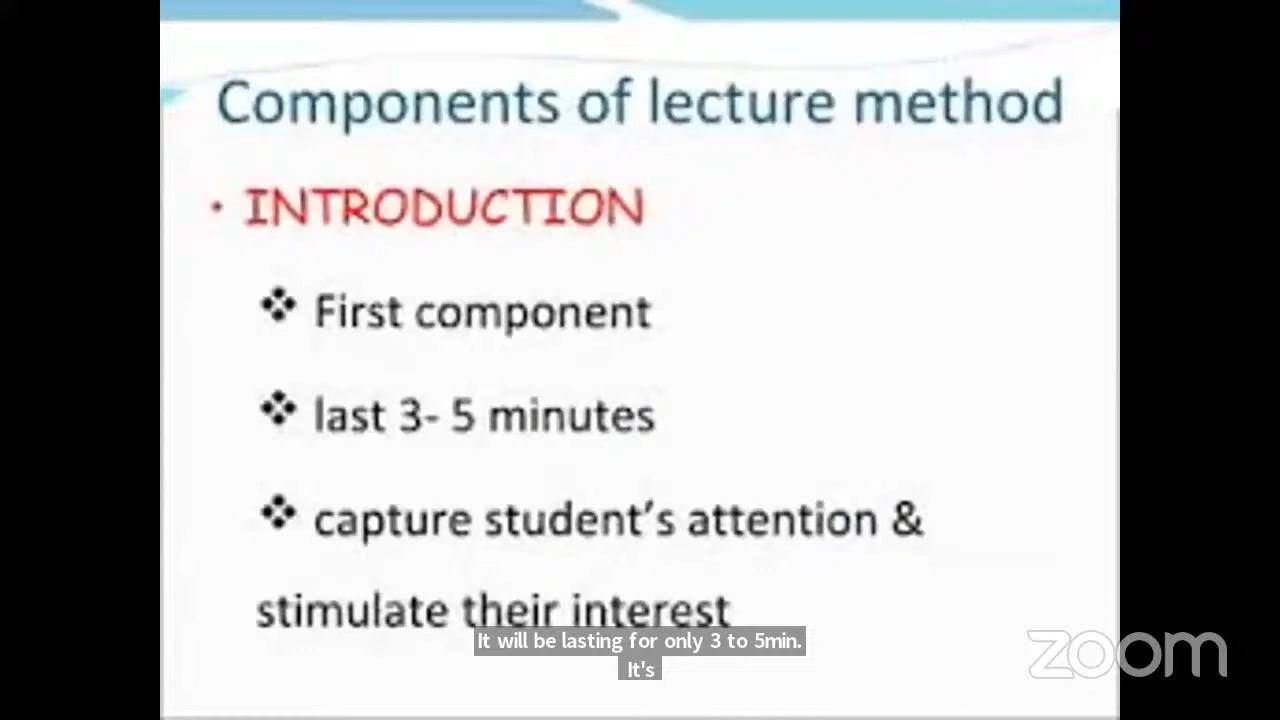 Components of lecture method
• INTRODUCTION
❖ First component
❖ last 3- 5 minutes
❖ capture student’s attention &
stimulate their interest
It will be lasting for only 3 to 5min.
It's
zoom